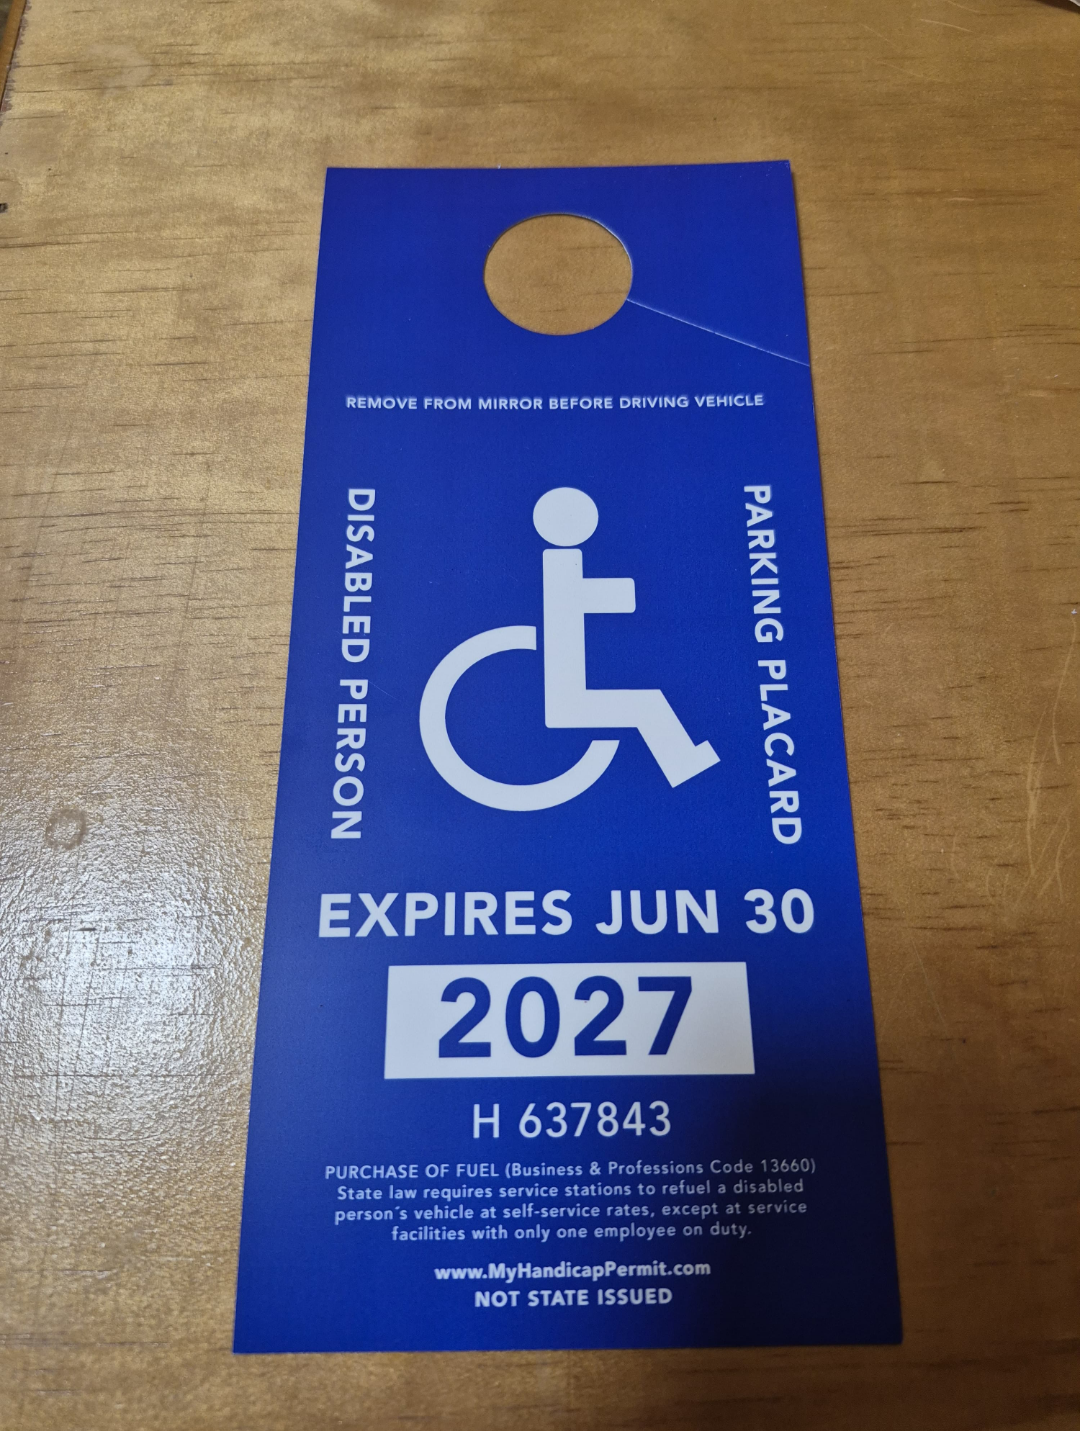 REMOVE FROM MIRROR BEFORE DRIVING VEHICLE
DISABLED PERSON
PARKING PLACARD
EXPIRES JUN 30
2027
H 637843
PURCHASE OF FUEL (Business & Professions Code 13660)
State law requires service stations to refuel a disabled
person´s vehicle at self-service rates, except at service
facilities with only one employee on duty.
www.MyHandicapPermit.com
NOT STATE ISSUED